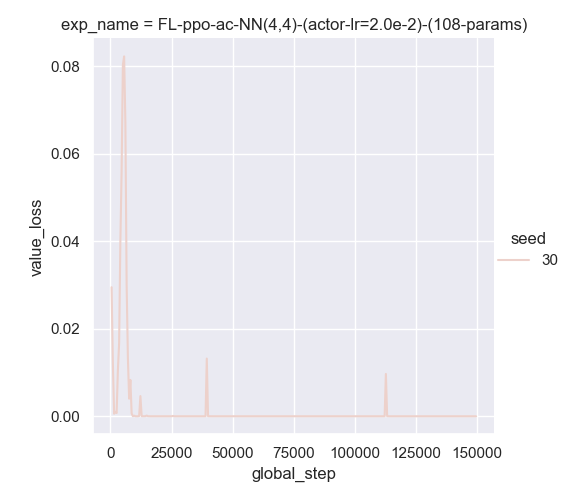 exp_name = FL-ppo-ac-NN(4,4)-(actor-lr=2.0e-2)-(108-params)
0.08
0.06
0.04
0.02
0.00
value_loss
seed
30
0 25000 50000 75000 100000 125000 150000
global_step